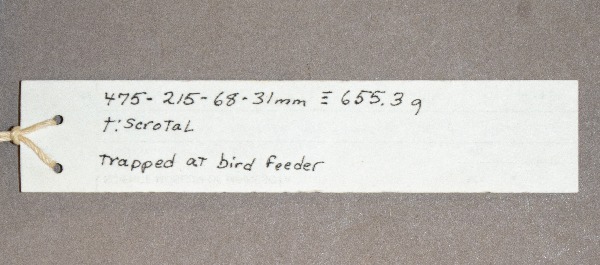 475-215-68-31mm ≡ 655.3 g
t: scrotal
trapped at bird feeder